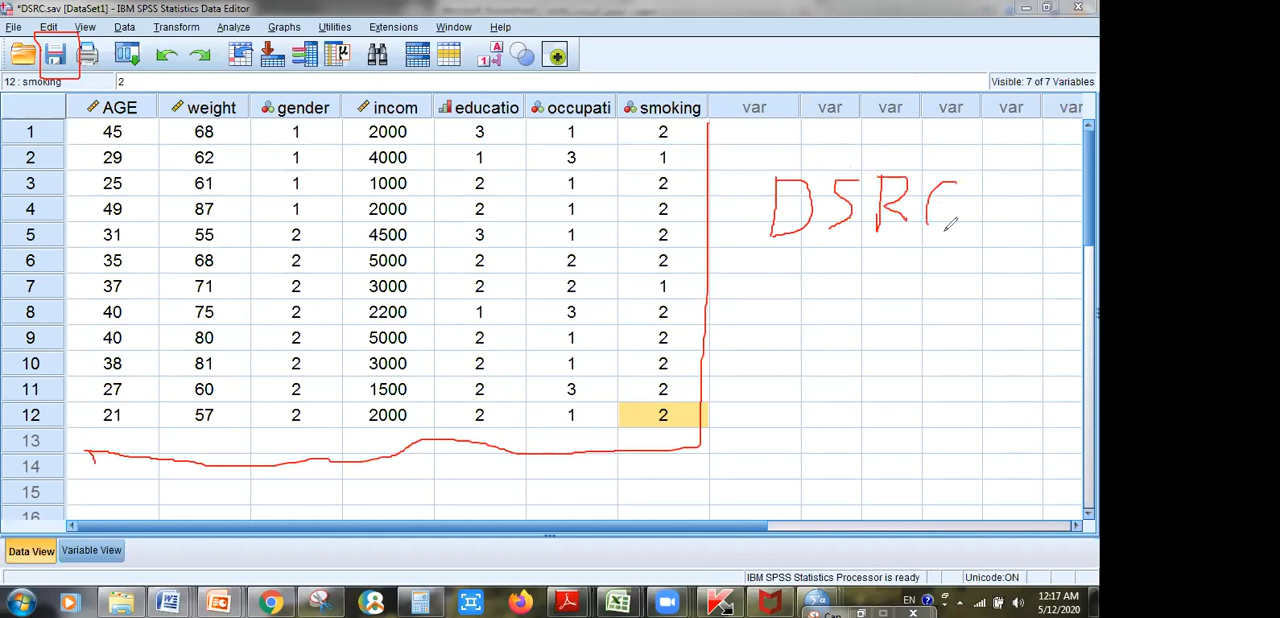 *DSRC.sav [DataSet1] - IBM SPSS Statistics Data Editor
File Edit View Data Transform Analyze Graphs Utilities Extensions Window Help
12 : smoking 2 Visible: 7 of 7 Variables
AGE weight gender incom educatio occupati smoking var var var var var var
1 45 68 1 2000 3 1 2
2 29 62 1 4000 1 3 1
3 25 61 1 1000 2 1 2
4 49 87 1 2000 2 1 2
5 31 55 2 4500 3 1 2
6 35 68 2 5000 2 2 2
7 37 71 2 3000 2 2 1
8 40 75 2 2200 1 3 2
9 40 80 2 5000 2 1 2
10 38 81 2 3000 2 1 2
11 27 60 2 1500 2 3 2
12 21 57 2 2000 2 1 2
13
14
15
16
DSRC
Data View Variable View
IBM SPSS Statistics Processor is ready Unicode:ON
EN 12:17 AM
5/12/2020
Cap